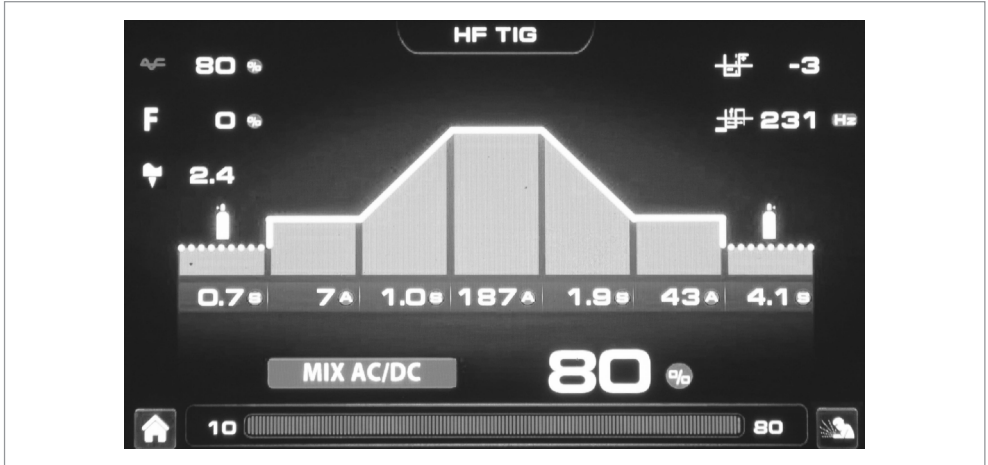 HF TIG
80 %
-3
F 0 %
231 Hz
2.4
0.7 s 7 A 1.0 s 187 A 1.9 s 43 A 4.1 s
MIX AC/DC 80 %
10 80